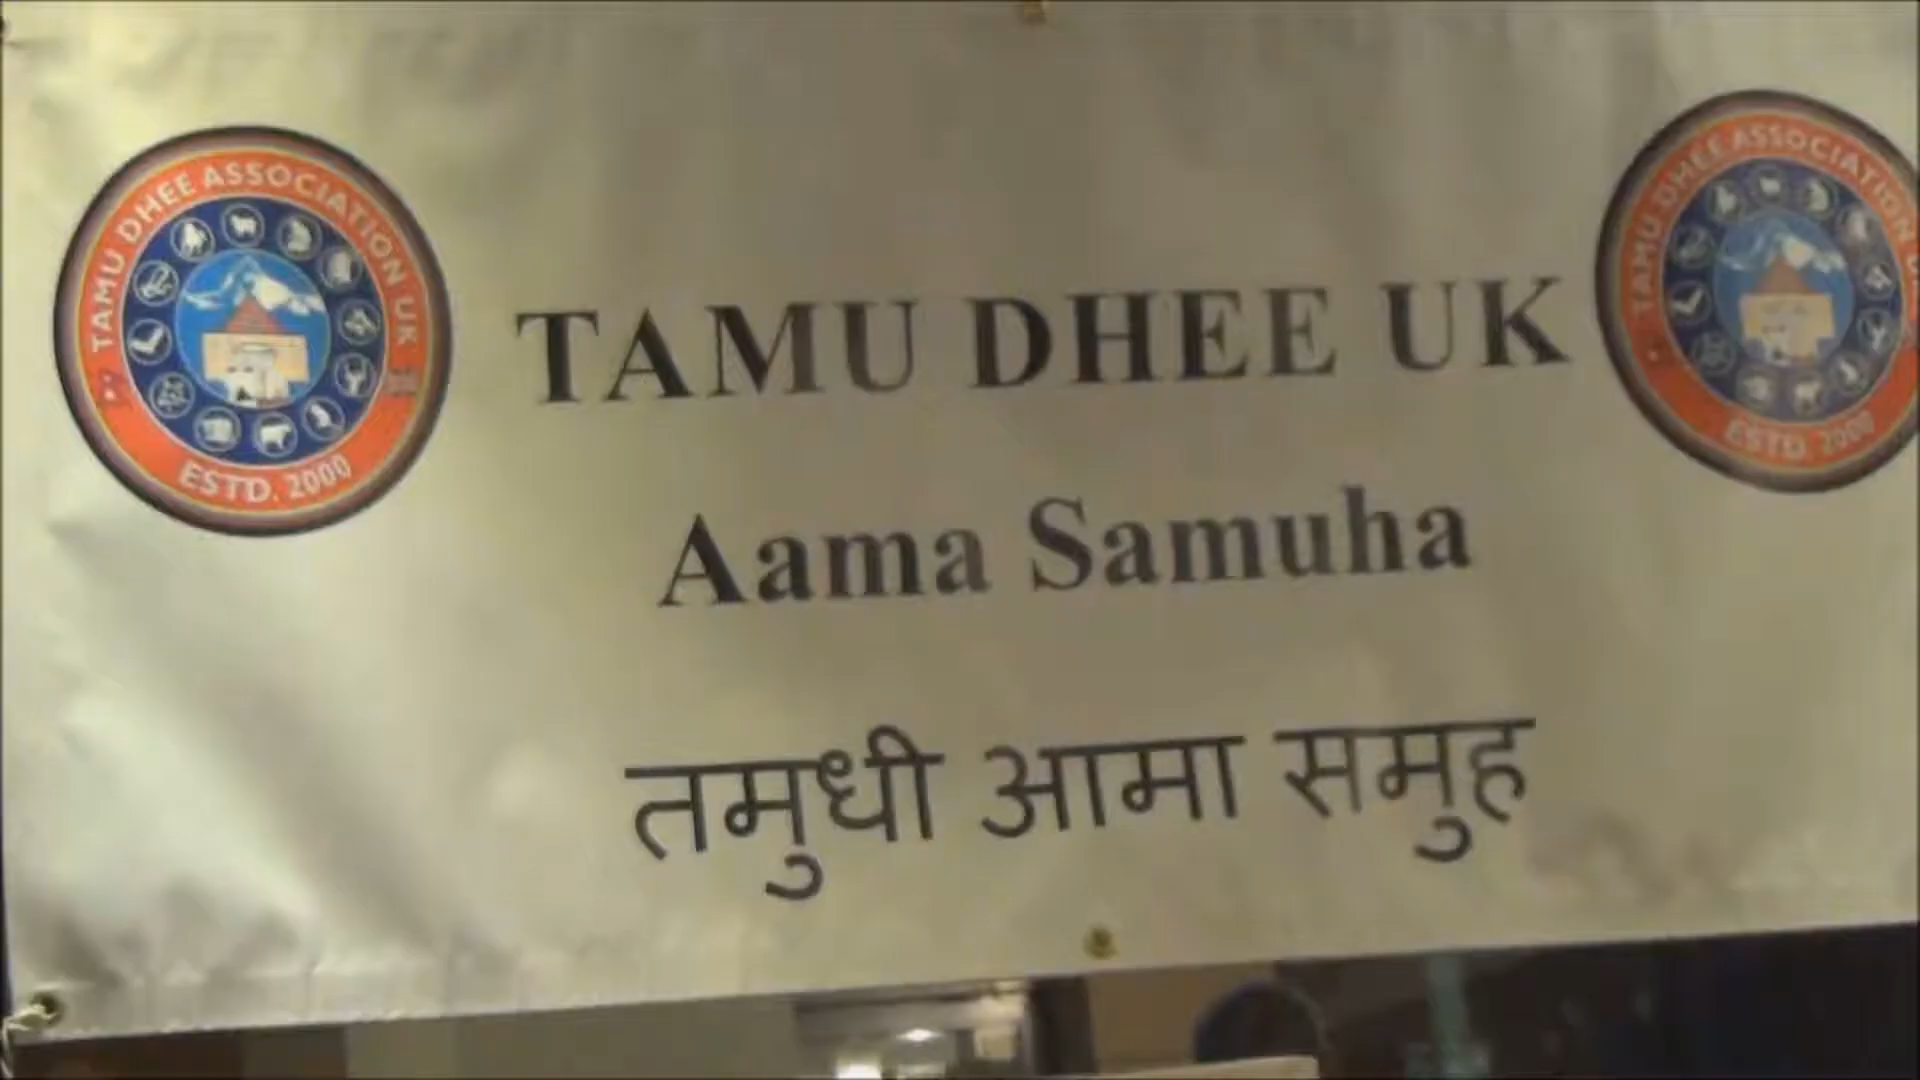 TAMU DHEE ASSOCIATION UK
ESTD. 2000
TAMU DHEE UK
Aama Samuha
तमुधी आमा समुह
TAMU DHEE ASSOCIATION
ESTD. 2000